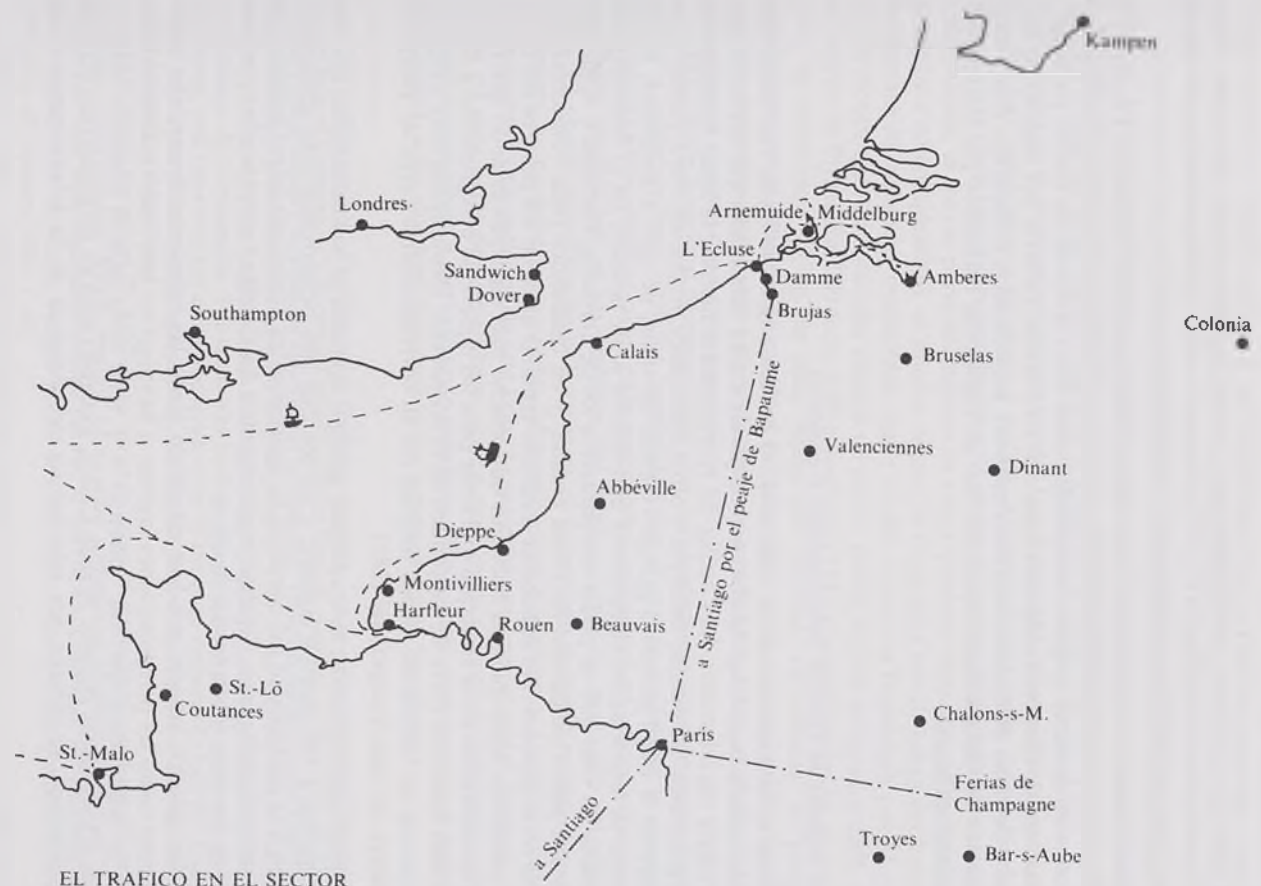 Kampen
Londres
Arnemuide Middelburg
L'Ecluse
Sandwich
Damme
Amberes
Dover
Brujas
Southampton
Colonia
Calais
Bruselas
Valenciennes
Dinant
a Santiago por el peaje de Bapaume
Abbéville
Dieppe
Montivilliers
Harfleur
Rouen
Beauvais
St.-Lô
Coutances
Chalons-s-M.
París
St.-Malo
Ferias de
Champagne
a Santiago
Troyes
Bar-s-Aube
EL TRAFICO EN EL SECTOR